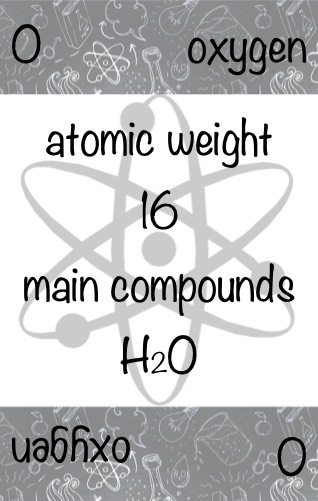 O oxygen
atomic weight
16
main compounds
H₂O
oxygen O